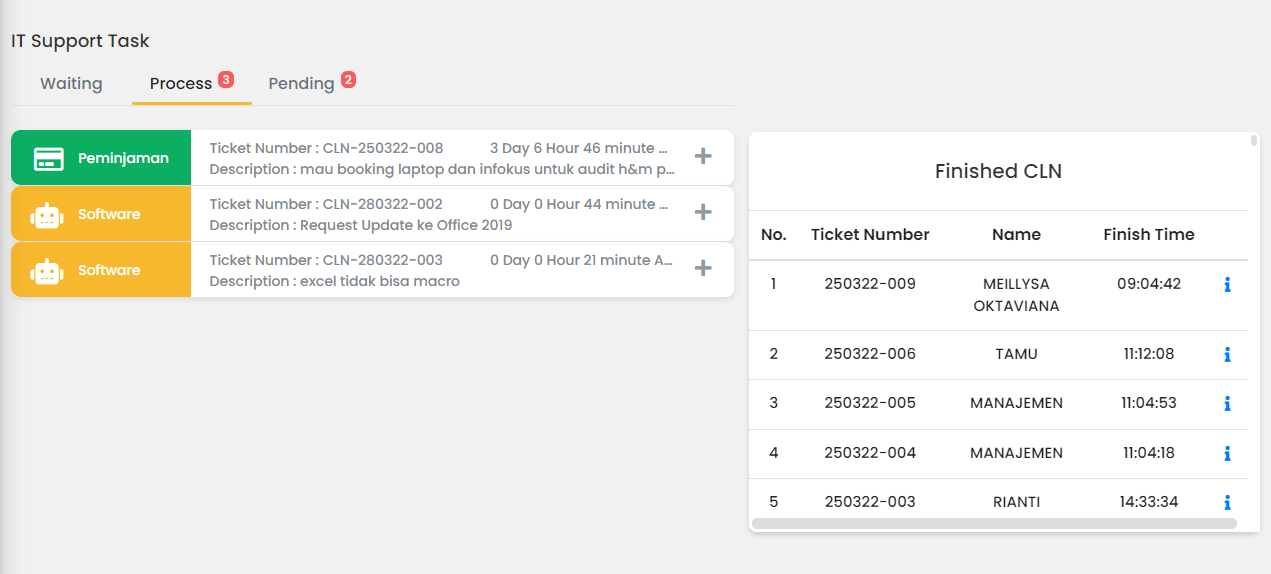 IT Support Task
Waiting
Process 3
Pending 2
Peminjaman
Ticket Number : CLN-250322-008 3 Day 6 Hour 46 minute ...
Description : mau booking laptop dan infokus untuk audit h&m p...
Software
Ticket Number : CLN-280322-002 0 Day 0 Hour 44 minute ...
Description : Request Update ke Office 2019
Software
Ticket Number : CLN-280322-003 0 Day 0 Hour 21 minute A...
Description : excel tidak bisa macro
Finished CLN
No. Ticket Number Name Finish Time
1 250322-009 MEILLYSA OKTAVIANA 09:04:42
2 250322-006 TAMU 11:12:08
3 250322-005 MANAJEMEN 11:04:53
4 250322-004 MANAJEMEN 11:04:18
5 250322-003 RIANTI 14:33:34